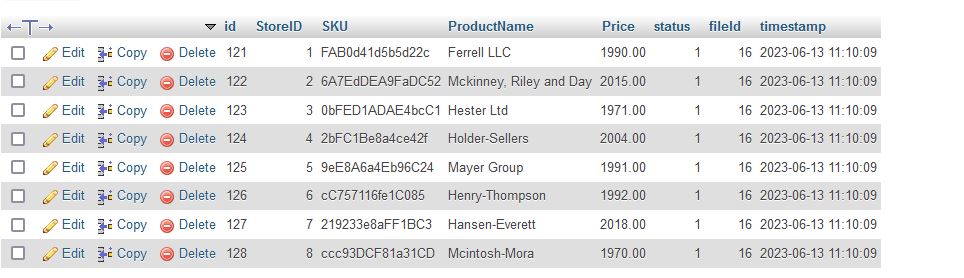 id StoreID SKU ProductName Price status fileId timestamp
Edit Copy Delete 121 1 FAB0d41d5b5d22c Ferrell LLC 1990.00 1 16 2023-06-13 11:10:09
Edit Copy Delete 122 2 6A7EdDEA9FaDC52 Mckinney, Riley and Day 2015.00 1 16 2023-06-13 11:10:09
Edit Copy Delete 123 3 0bFED1ADAE4bcC1 Hester Ltd 1971.00 1 16 2023-06-13 11:10:09
Edit Copy Delete 124 4 2bFC1Be8a4ce42f Holder-Sellers 2004.00 1 16 2023-06-13 11:10:09
Edit Copy Delete 125 5 9eE8A6a4Eb96C24 Mayer Group 1991.00 1 16 2023-06-13 11:10:09
Edit Copy Delete 126 6 cC757116fe1C085 Henry-Thompson 1992.00 1 16 2023-06-13 11:10:09
Edit Copy Delete 127 7 219233e8aFF1BC3 Hansen-Everett 2018.00 1 16 2023-06-13 11:10:09
Edit Copy Delete 128 8 ccc93DCF81a31CD Mcintosh-Mora 1970.00 1 16 2023-06-13 11:10:09